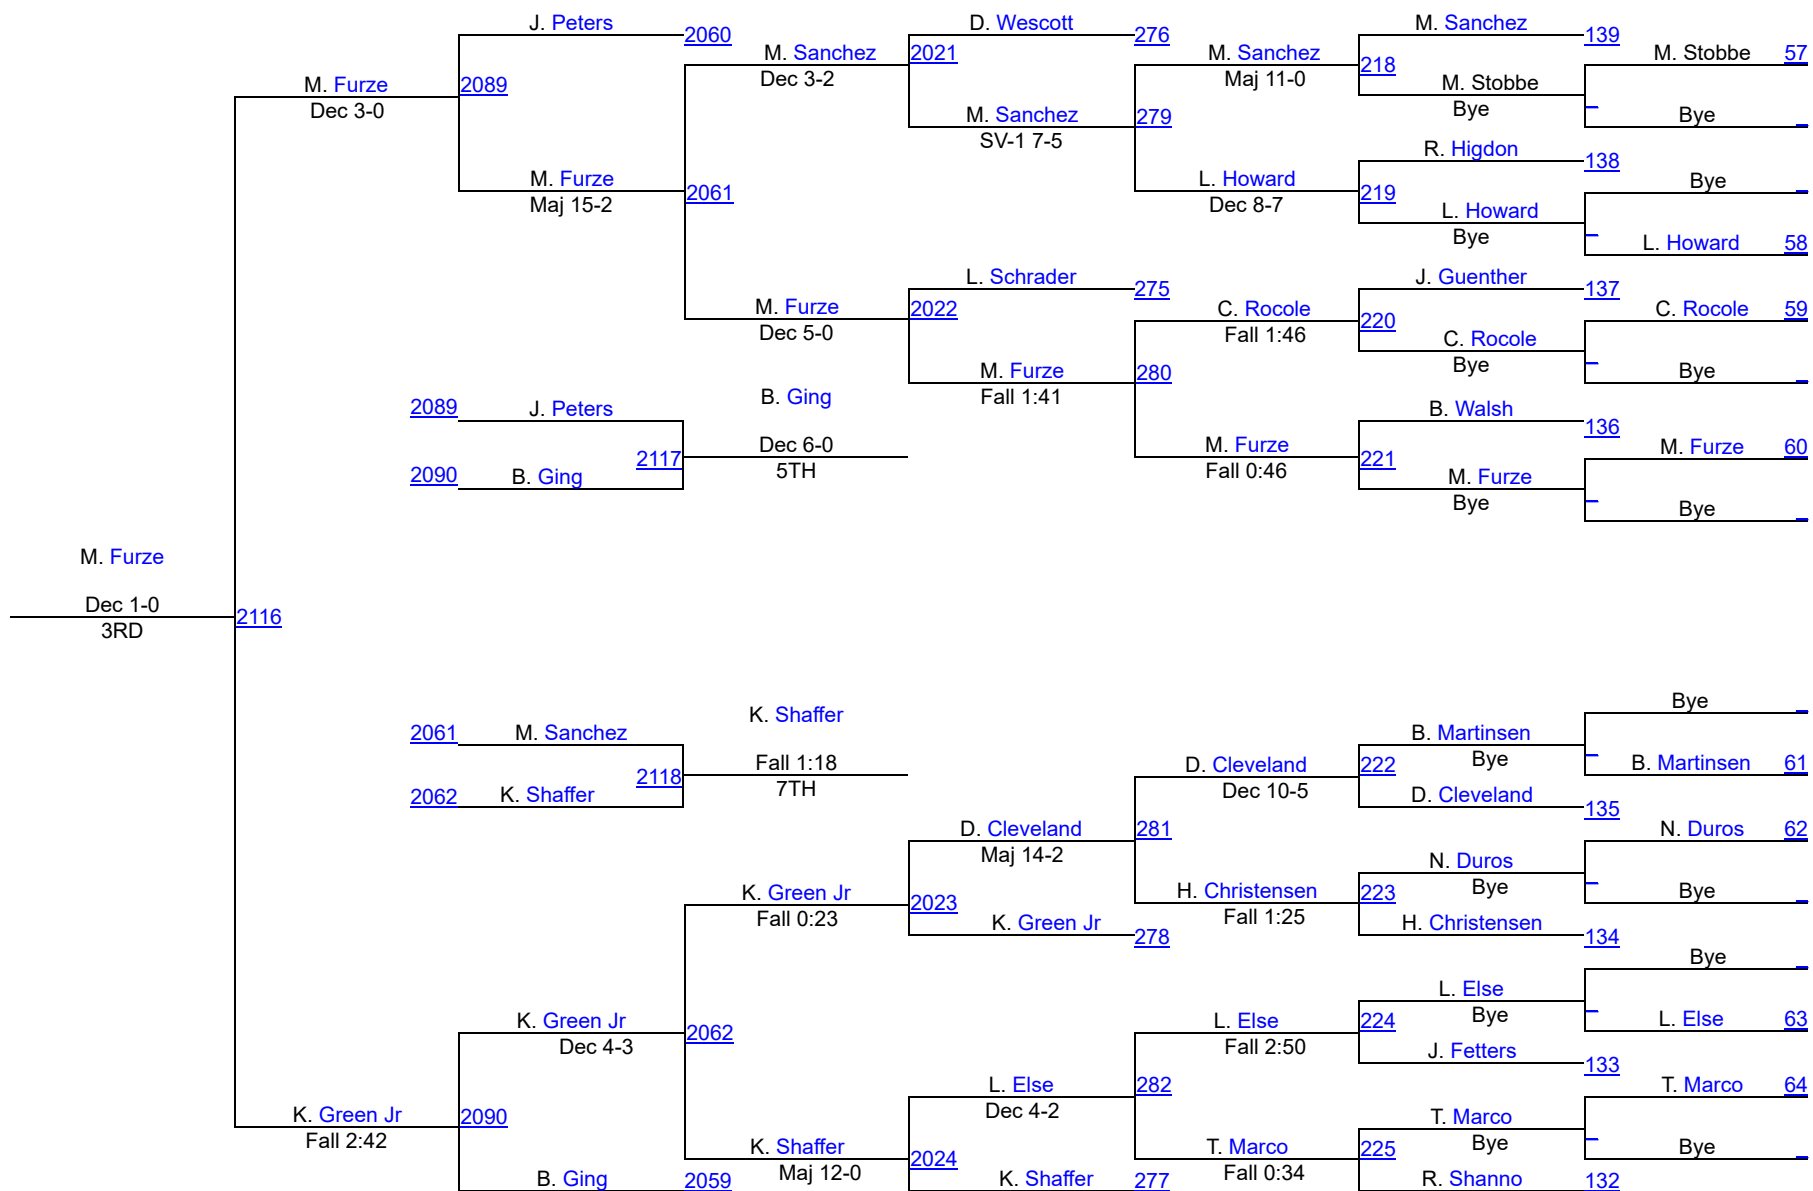 J. Peters
D. Wescott
M. Sanchez
2060
276
139
M. Sanchez
2021
M. Sanchez
M. Stobbe
57
M. Furze
2089
Dec 3-2
Maj 11-0
218
M. Stobbe
Dec 3-0
M. Sanchez
279
Bye
Bye
SV-1 7-5
R. Higdon
138
M. Furze
2061
L. Howard
Bye
Maj 15-2
Dec 8-7
219
L. Howard
Bye
L. Howard
58
L. Schrader
275
J. Guenther
137
M. Furze
2022
C. Rocole
C. Rocole
59
Dec 5-0
Fall 1:46
220
C. Rocole
Bye
M. Furze
280
Bye
B. Ging
Fall 1:41
2089
J. Peters
B. Walsh
136
Dec 6-0
M. Furze
M. Furze
60
2117
5TH
Fall 0:46
221
2090
B. Ging
M. Furze
Bye
Bye
M. Furze
Dec 1-0
2116
3RD
Bye
K. Shaffer
2061
M. Sanchez
B. Martinsen
Fall 1:18
D. Cleveland
222
Bye
B. Martinsen
61
2118
7TH
Dec 10-5
2062
K. Shaffer
D. Cleveland
135
D. Cleveland
281
N. Duros
62
Maj 14-2
N. Duros
K. Green Jr
H. Christensen
223
Bye
Bye
Fall 0:23
2023
Fall 1:25
K. Green Jr
278
H. Christensen
134
Bye
L. Else
K. Green Jr
2062
L. Else
224
Bye
L. Else
63
Dec 4-3
Fall 2:50
J. Fetters
133
L. Else
282
T. Marco
64
K. Green Jr
2090
Dec 4-2
T. Marco
Fall 2:42
K. Shaffer
T. Marco
225
Bye
Bye
Maj 12-0
2024
Fall 0:34
B. Ging
2059
K. Shaffer
277
R. Shanno
132